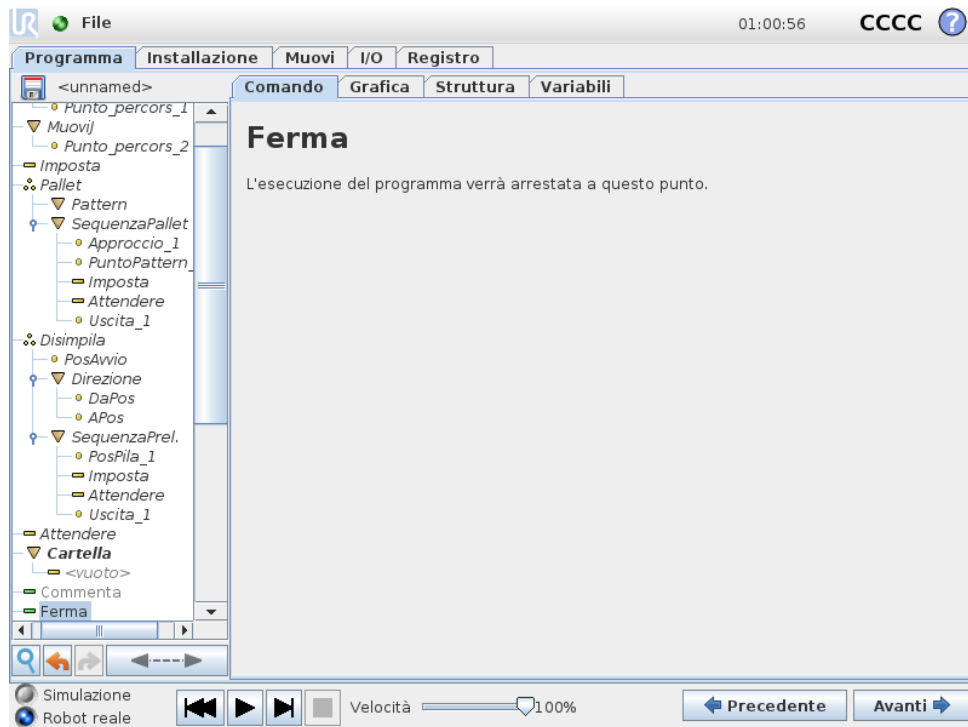 UR File 01:00:56 CCCC ?
Programma Installazione Muovi I/O Registro
<unnamed> Comando Grafica Struttura Variabili
Punto_percors_1
MuoviJ
Punto_percors_2
Imposta
Pallet
Pattern
SequenzaPallet
Approccio_1
PuntoPattern_
Imposta
Attendere
Uscita_1
Disimpila
PosAvvio
Direzione
DaPos
APos
SequenzaPrel.
PosPila_1
Imposta
Attendere
Uscita_1
Attendere
Cartella
<vuoto>
Commenta
Ferma
Ferma
L'esecuzione del programma verrà arrestata a questo punto.
Simulazione
Robot reale
Velocità 100% Precedente Avanti